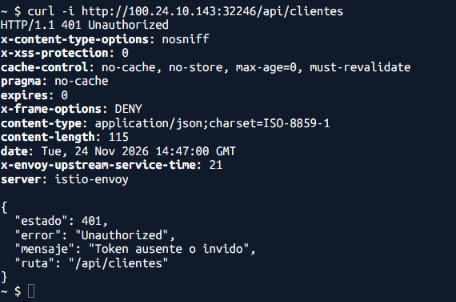 ~ $ curl -i http://100.24.10.143:32246/api/clientes
HTTP/1.1 401 Unauthorized
x-content-type-options: nosniff
x-xss-protection: 0
cache-control: no-cache, no-store, max-age=0, must-revalidate
pragma: no-cache
expires: 0
x-frame-options: DENY
content-type: application/json;charset=ISO-8859-1
content-length: 115
date: Tue, 24 Nov 2026 14:47:00 GMT
x-envoy-upstream-service-time: 21
server: istio-envoy

{
  "estado": 401,
  "error": "Unauthorized",
  "mensaje": "Token ausente o invido",
  "ruta": "/api/clientes"
}
~ $